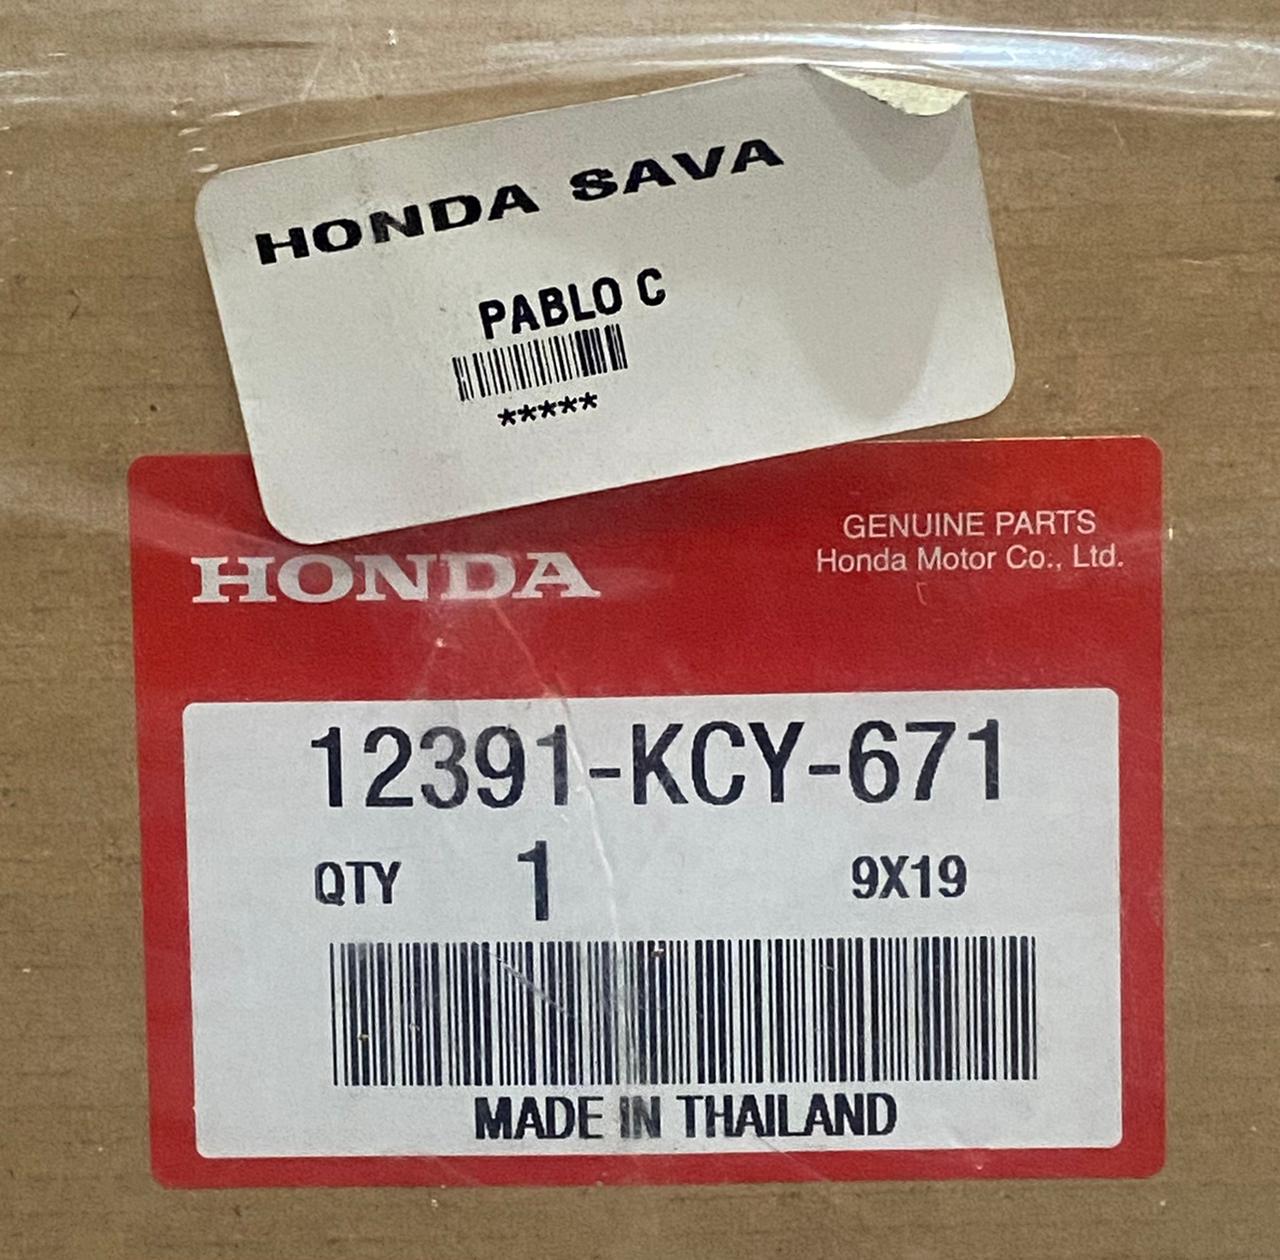 HONDA SAVA
PABLO C
*****
HONDA
GENUINE PARTS
Honda Motor Co., Ltd.
12391-KCY-671
QTY 1 9X19
MADE IN THAILAND